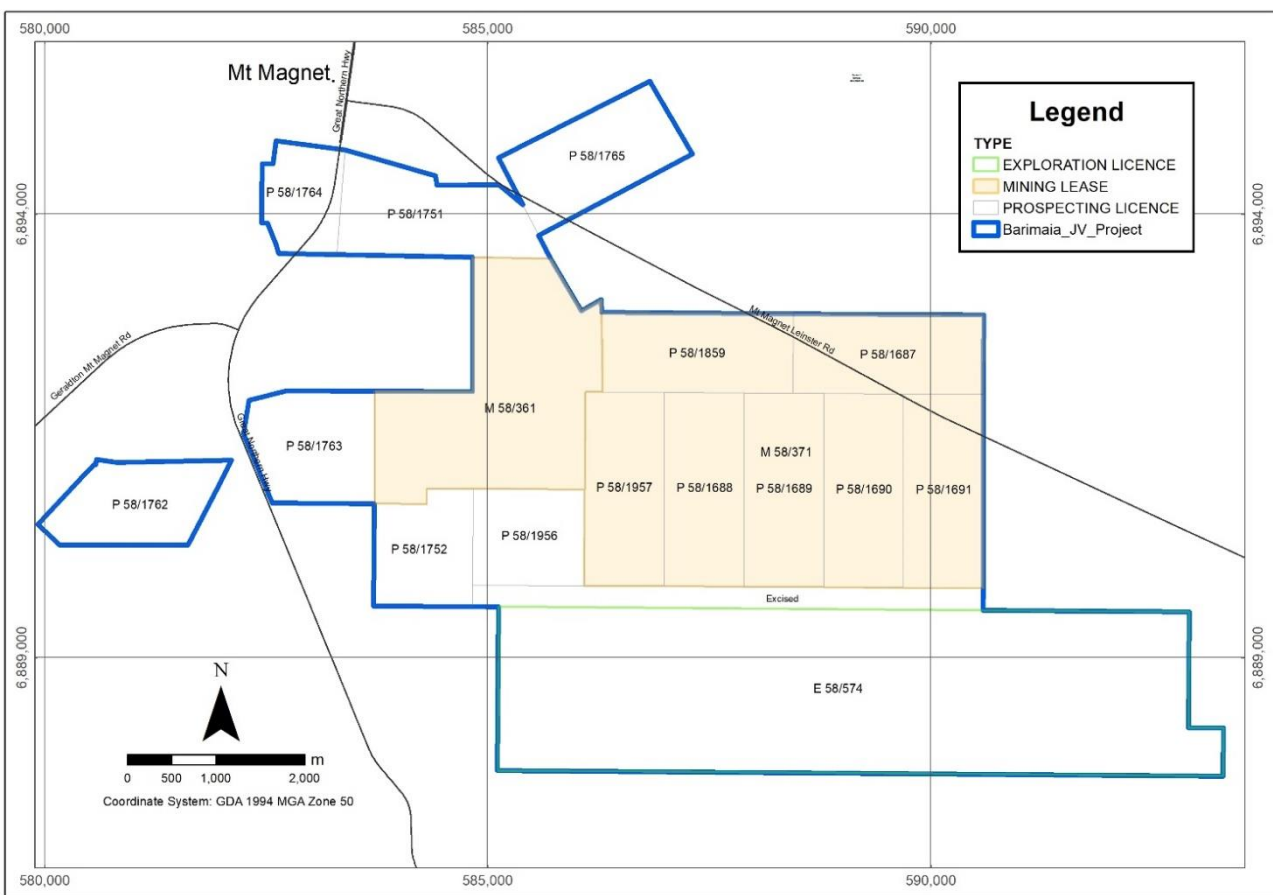 580,000
585,000
590,000
Mt Magnet
Great Northern Hwy
Legend
TYPE
EXPLORATION LICENCE
MINING LEASE
PROSPECTING LICENCE
Barimaia_JV_Project
P 58/1765
P 58/1764
P 58/1751
6,894,000
6,894,000
Mt Magnet Leinster Rd
Geraldton Mt Magnet Rd
P 58/1859
P 58/1687
M 58/361
Great Northern Hwy
P 58/1763
M 58/371
P 58/1957
P 58/1688
P 58/1689
P 58/1690
P 58/1691
P 58/1762
P 58/1752
P 58/1956
Excised
6,889,000
6,889,000
E 58/574
N
m
0 500 1,000 2,000
Coordinate System: GDA 1994 MGA Zone 50
580,000
585,000
590,000